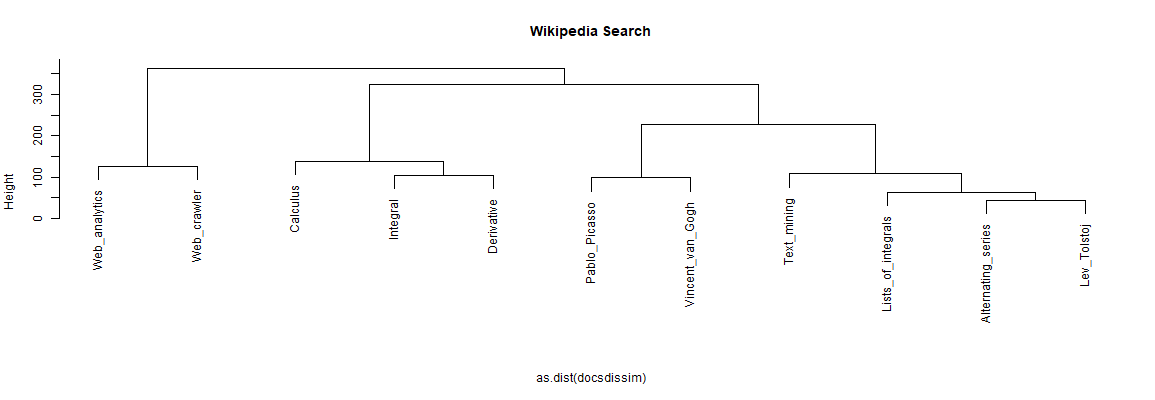 Wikipedia Search
Height
300
200
100
0
Web_analytics
Web_crawler
Calculus
Integral
Derivative
Pablo_Picasso
Vincent_van_Gogh
Text_mining
Lists_of_integrals
Alternating_series
Lev_Tolstoj
as.dist(docsdissim)